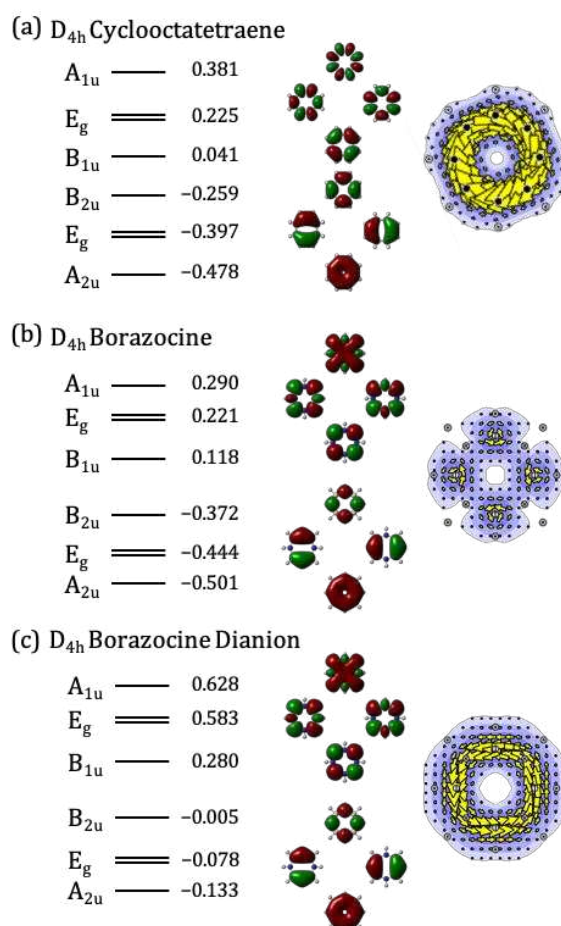 (a) D4h Cyclooctatetraene
A1u 0.381
Eg 0.225
B1u 0.041
B2u −0.259
Eg −0.397
A2u −0.478
(b) D4h Borazocine
A1u 0.290
Eg 0.221
B1u 0.118
B2u −0.372
Eg −0.444
A2u −0.501
(c) D4h Borazocine Dianion
A1u 0.628
Eg 0.583
B1u 0.280
B2u -0.005
Eg −0.078
A2u −0.133